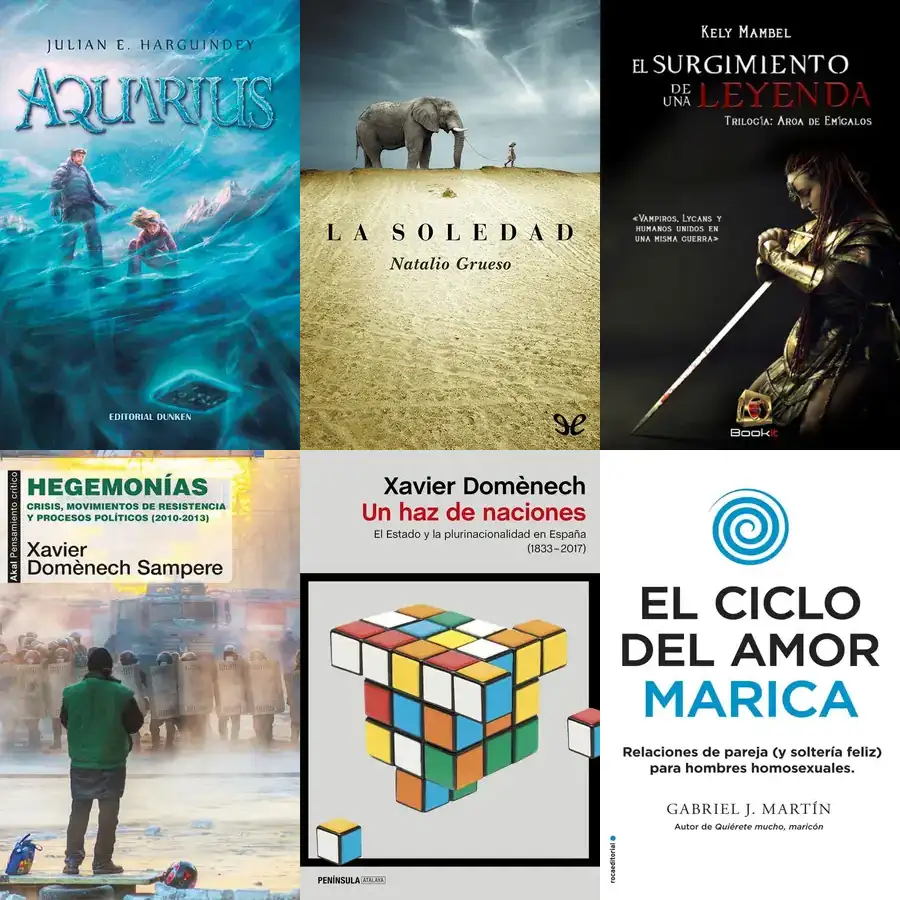 JULIAN E. HARGUINDEY
AQUARIUS
EDITORIAL DUNKEN
LA SOLEDAD
Natalio Grueso
KELY MAMBEL
EL SURGIMIENTO
DE
UNA LEYENDA
TRILOGÍA: AROA DE EMÍGALOS
«VAMPIROS, LYCANS Y
HUMANOS UNIDOS EN
UNA MISMA GUERRA»
Bookit
Akal Pensamiento crítico
HEGEMONÍAS
CRISIS, MOVIMIENTOS DE RESISTENCIA
Y PROCESOS POLÍTICOS (2010-2013)
Xavier
Domènech Sampere
Xavier Domènech
Un haz de naciones
El Estado y la plurinacionalidad en España
(1833–2017)
PENÍNSULA ATALAYA
EL CICLO
DEL AMOR
MARICA
Relaciones de pareja (y soltería feliz)
para hombres homosexuales.
GABRIEL J. MARTÍN
Autor de Quiérete mucho, maricón
rocaeditorial